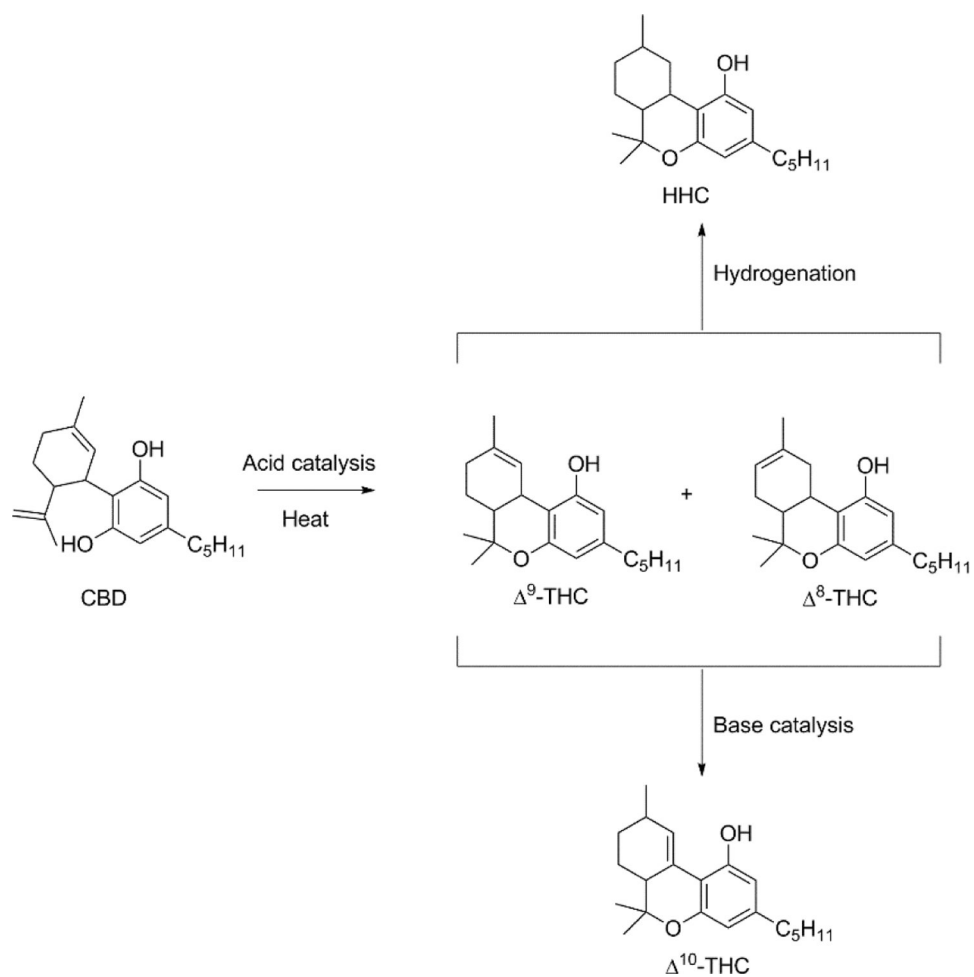 OH
O
C₅H₁₁
HHC
Hydrogenation
OH
HO
C₅H₁₁
CBD
Acid catalysis
Heat
OH
O
C₅H₁₁
Δ⁹-THC
+
OH
O
C₅H₁₁
Δ⁸-THC
Base catalysis
OH
O
C₅H₁₁
Δ¹⁰-THC